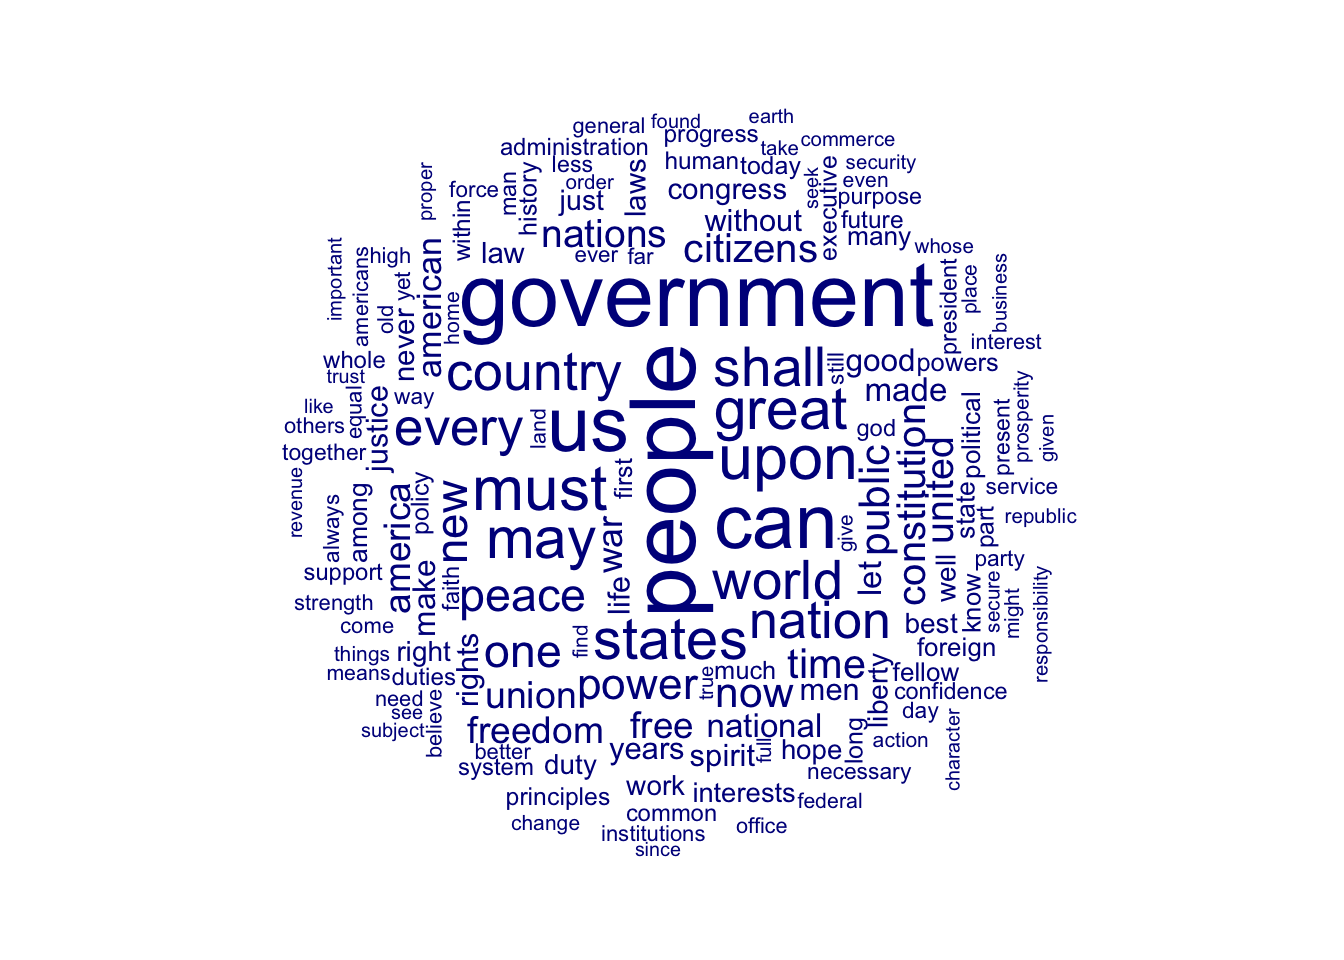 earth
general
found
progress
commerce
administration
take
less
human
today
security
proper
force
man
history
order
just
laws
congress
seek
executive
even
purpose
within
nations
without
citizens
future
many
whose
important
americans
high
yet
old
never
american
law
ever
far
home
government
president
place
business
interest
whole
trust
way
country
people
shall
still
good
powers
made
like
others
together
equal
justice
every
land
us
great
god
constitution
united
political
present
prosperity
given
revenue
always
among
america
policy
new
must
first
upon
public
state
part
service
republic
may
war
can
give
support
strength
come
make
faith
peace
life
world
let
well
know
secure
might
party
responsibility
things
means
right
duties
rights
one
find
states
nation
time
best
foreign
need
see
subject
believe
union
power
true
much
now
men
liberty
fellow
confidence
day
freedom
free
national
long
action
character
better
system
duty
years
spirit
full
hope
necessary
principles
work
interests
federal
change
common
institutions
office
since